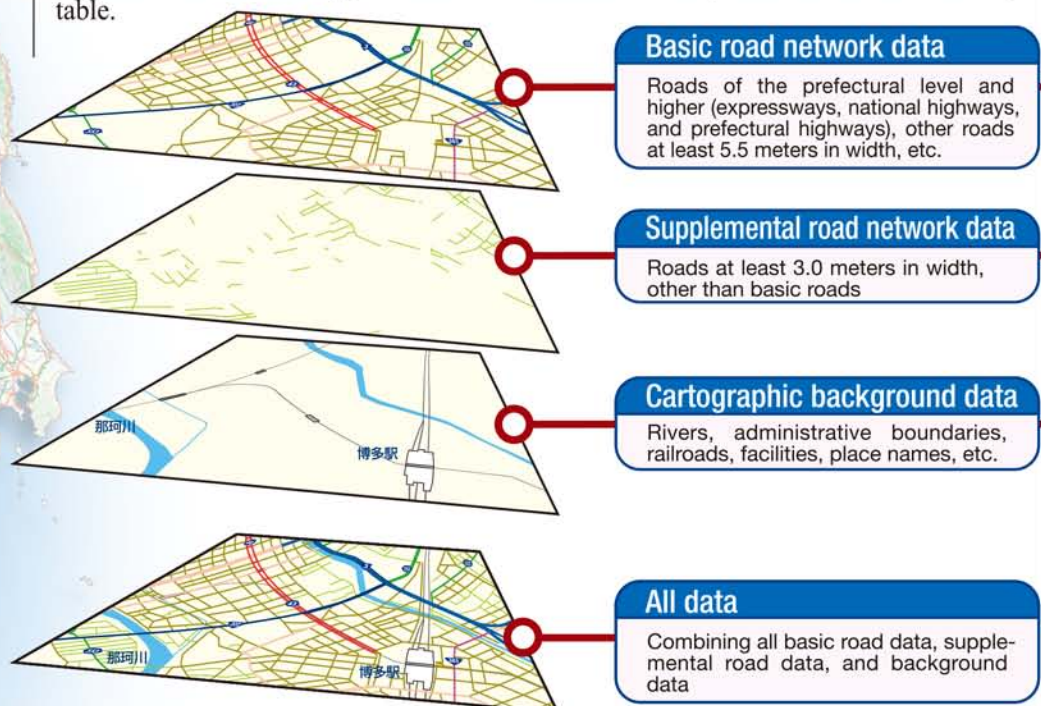 table.
Basic road network data
Roads of the prefectural level and
higher (expressways, national highways,
and prefectural highways), other roads
at least 5.5 meters in width, etc.
Supplemental road network data
Roads at least 3.0 meters in width,
other than basic roads
那珂川
博多駅
Cartographic background data
Rivers, administrative boundaries,
railroads, facilities, place names, etc.
那珂川
博多駅
All data
Combining all basic road data, supple-
mental road data, and background
data